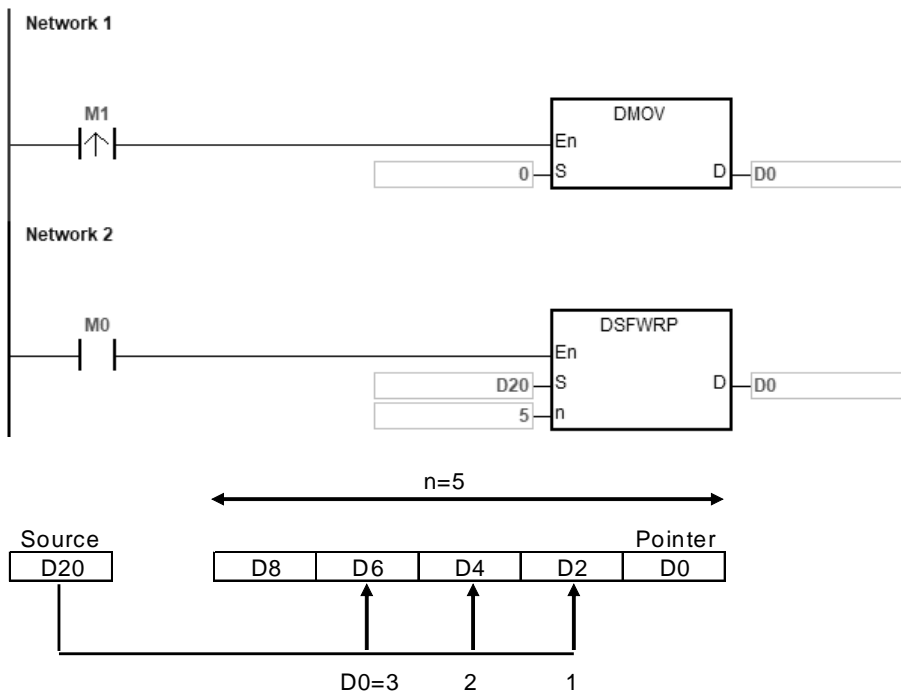 Network 1
M1
DMOV
En
0 S D D0
Network 2
M0
DSFWRP
En
D20 S D D0
5 n
n=5
Source Pointer
D20 D8 D6 D4 D2 D0
D0=3 2 1